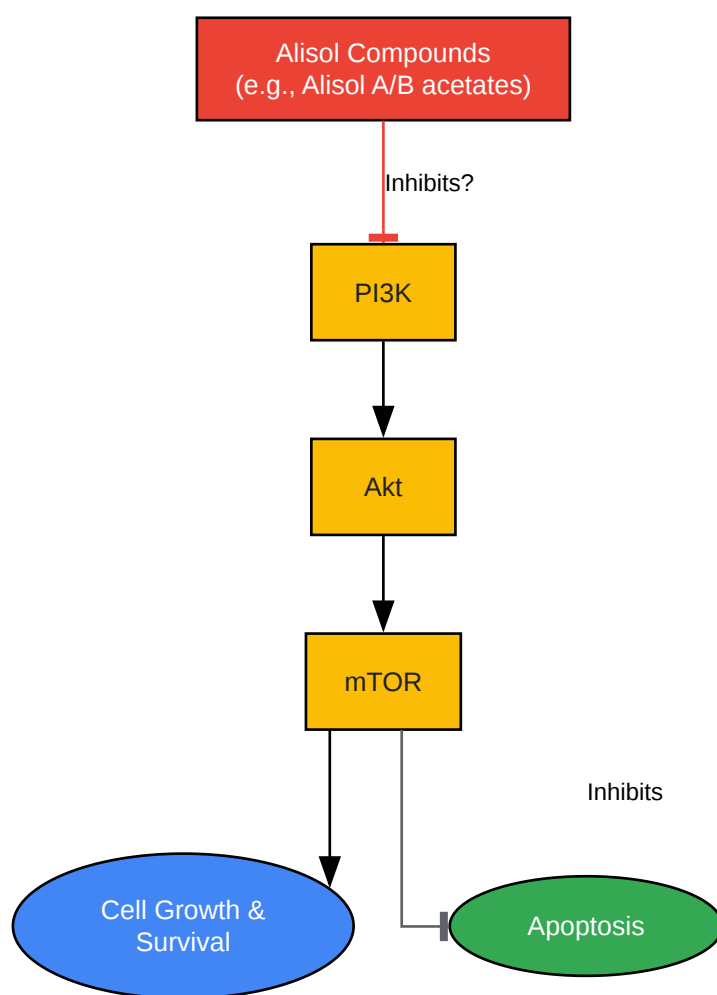 Alisol Compounds
(e.g., Alisol A/B acetates)
Inhibits?
PI3K
Akt
mTOR
Inhibits
Cell Growth &
Survival
Apoptosis